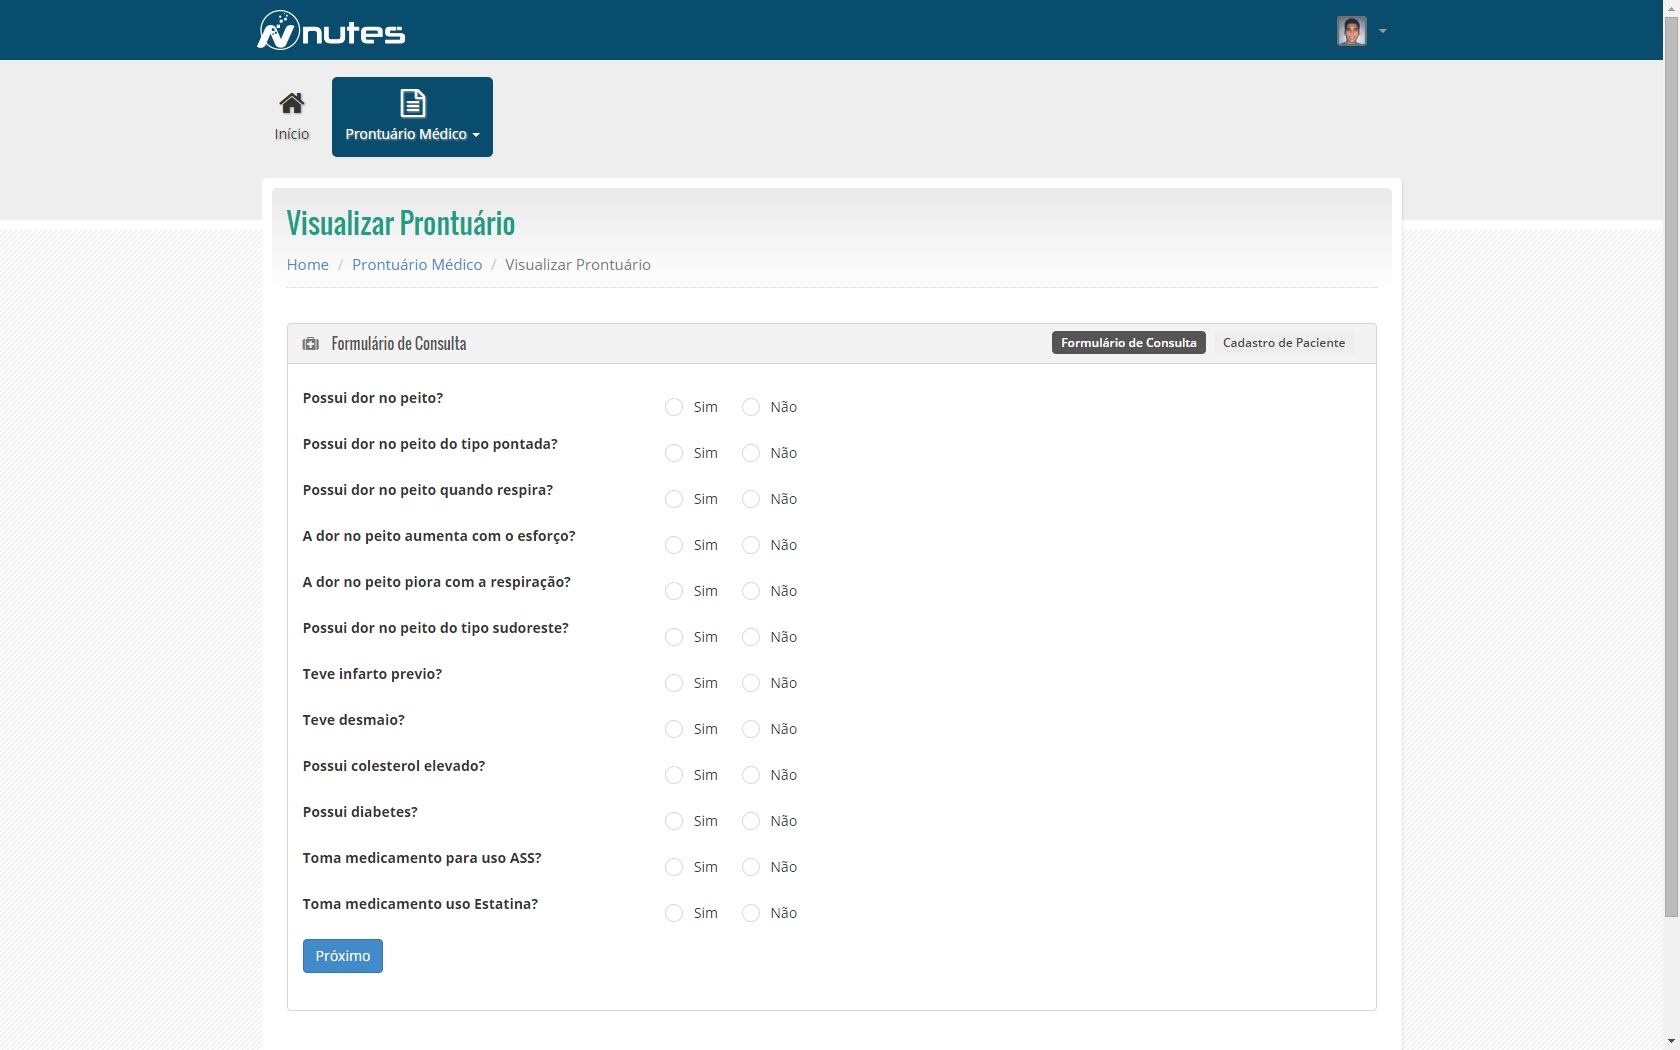 nutes
Início
Prontuário Médico
Visualizar Prontuário
Home / Prontuário Médico / Visualizar Prontuário
Formulário de Consulta
Formulário de Consulta Cadastro de Paciente
Possui dor no peito? Sim Não
Possui dor no peito do tipo pontada? Sim Não
Possui dor no peito quando respira? Sim Não
A dor no peito aumenta com o esforço? Sim Não
A dor no peito piora com a respiração? Sim Não
Possui dor no peito do tipo sudoreste? Sim Não
Teve infarto previo? Sim Não
Teve desmaio? Sim Não
Possui colesterol elevado? Sim Não
Possui diabetes? Sim Não
Toma medicamento para uso ASS? Sim Não
Toma medicamento uso Estatina? Sim Não
Próximo